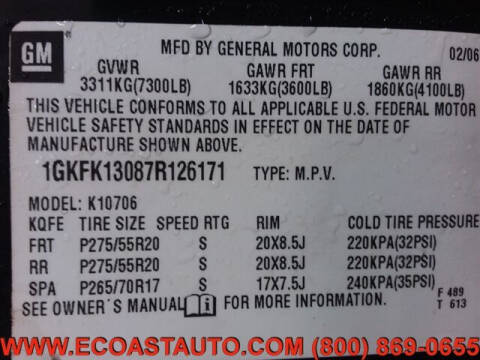 GM
MFD BY GENERAL MOTORS CORP. 02/06
GVWR GAWR FRT GAWR RR
3311KG(7300LB) 1633KG(3600LB) 1860KG(4100LB)
THIS VEHICLE CONFORMS TO ALL APPLICABLE U.S. FEDERAL MOTOR
VEHICLE SAFETY STANDARDS IN EFFECT ON THE DATE OF
MANUFACTURE SHOWN ABOVE.
1GKFK13087R126171 TYPE: M.P.V.
MODEL: K10706
KQFE TIRE SIZE SPEED RTG RIM COLD TIRE PRESSURE
FRT P275/55R20 S 20X8.5J 220KPA(32PSI)
RR P275/55R20 S 20X8.5J 220KPA(32PSI)
SPA P265/70R17 S 17X7.5J 240KPA(35PSI)
SEE OWNER'S MANUAL i FOR MORE INFORMATION. F 489
T 613
WWW.ECOASTAUTO.COM (800) 869-0655